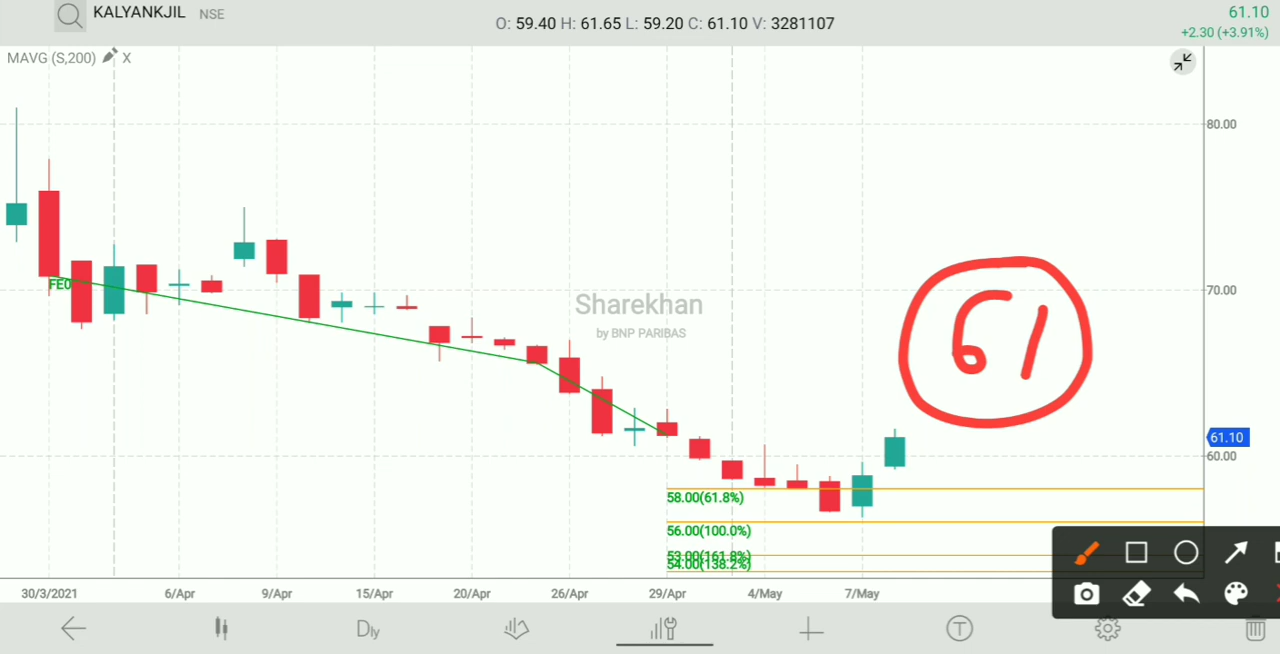 KALYANKJIL NSE
O: 59.40 H: 61.65 L: 59.20 C: 61.10 V: 3281107
61.10
+2.30 (+3.91%)
MAVG (S,200) X
80.00
FE0
70.00
Sharekhan
by BNP PARIBAS
61
61.10
60.00
58.00(61.8%)
56.00(100.0%)
53.00(161.8%)
54.00(138.2%)
30/3/2021 6/Apr 9/Apr 15/Apr 20/Apr 26/Apr 29/Apr 4/May 7/May
Dly
T